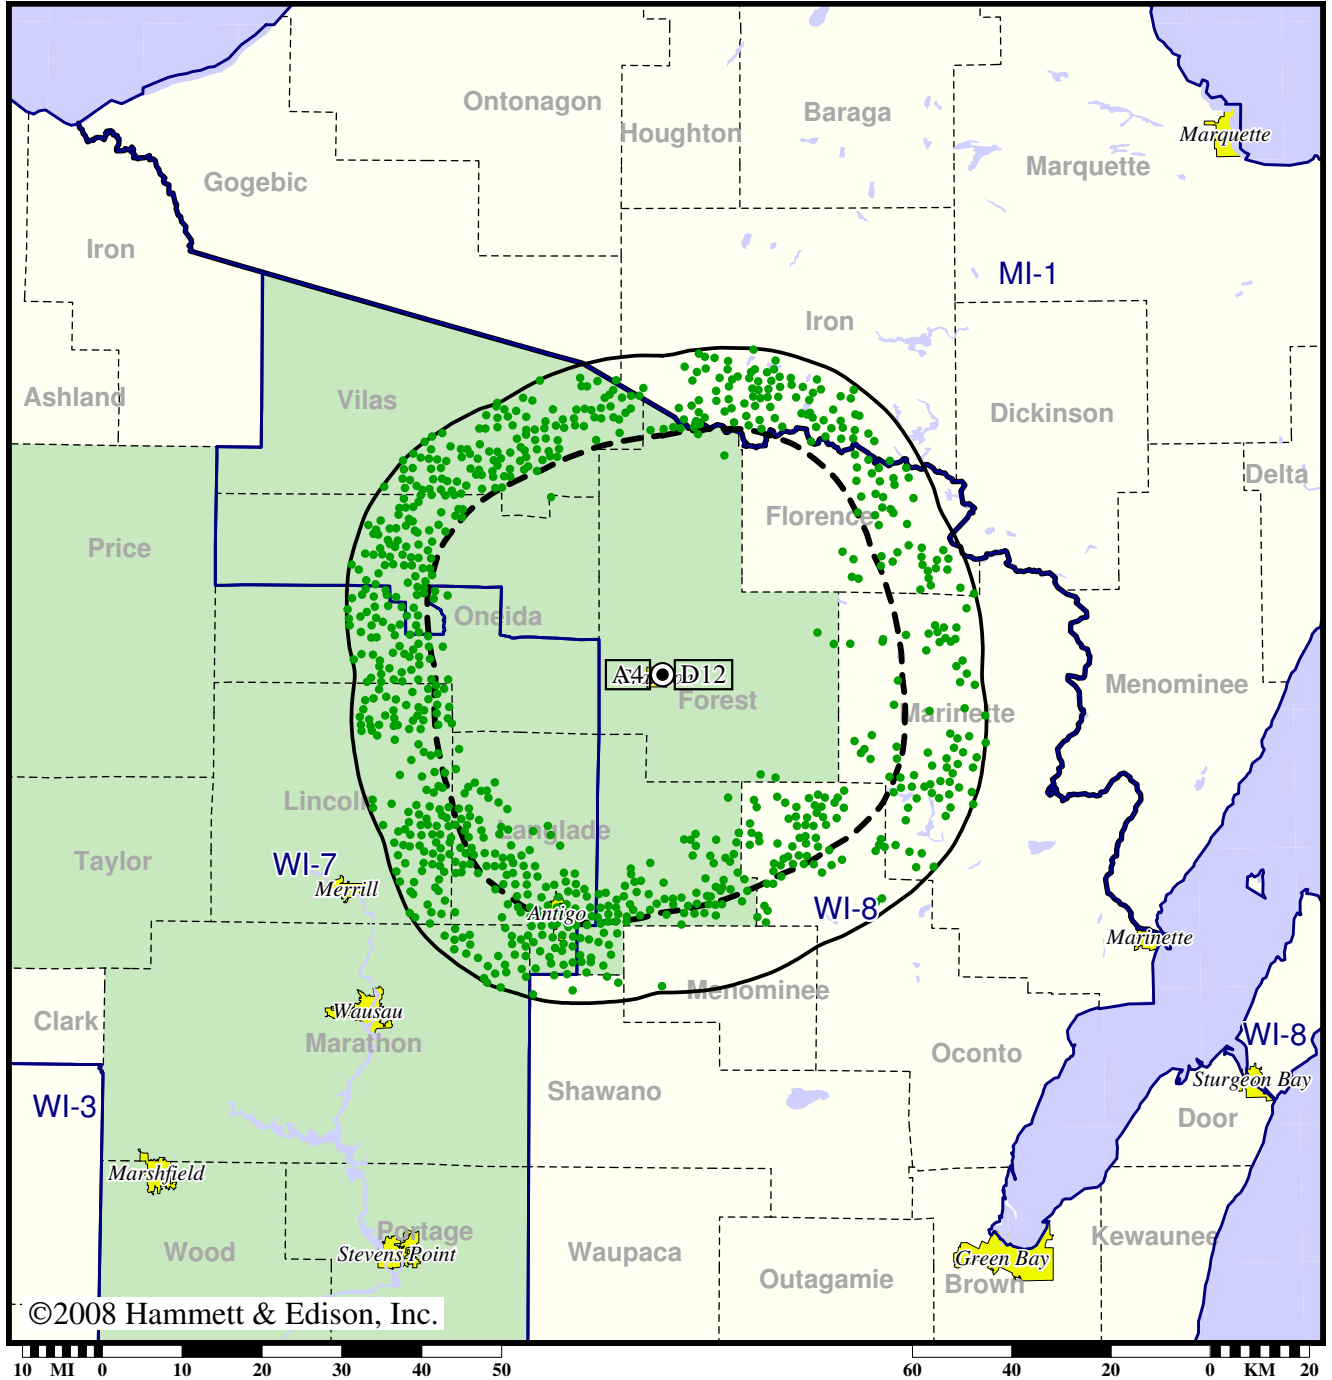 Ontonagon
Baraga
Houghton
Marquette
Marquette
Gogebic
Iron
MI-1
Iron
Ashland
Vilas
Dickinson
Delta
Price
Florence
Oneida
A4
D12
Forest
Menominee
Marinette
Lincoln
Langlade
Taylor
WI-7
Merrill
Antigo
WI-8
Marinette
Menominee
Wausau
Clark
Marathon
Oconto
WI-8
Sturgeon Bay
Shawano
WI-3
Door
Marshfield
Portage
Stevens Point
Wood
Waupaca
Kewaunee
Green Bay
Outagamie
Brown
©2008 Hammett & Edison, Inc.
10 MI 0 10 20 30 40 50 60 40 20 0 KM 20